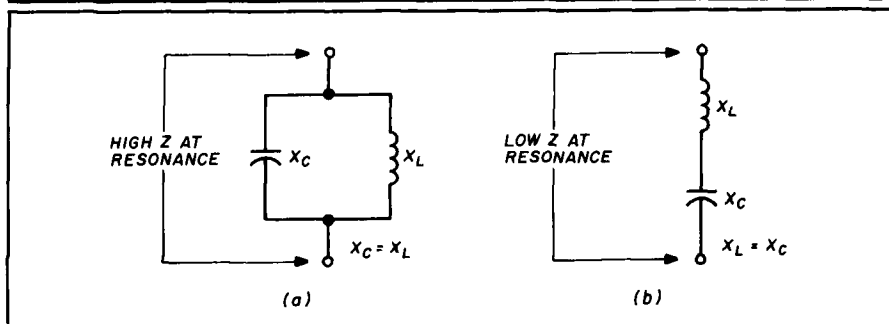 HIGH Z AT
RESONANCE
X_C
X_L
X_C = X_L
(a)
LOW Z AT
RESONANCE
X_L
X_C
X_L = X_C
(b)